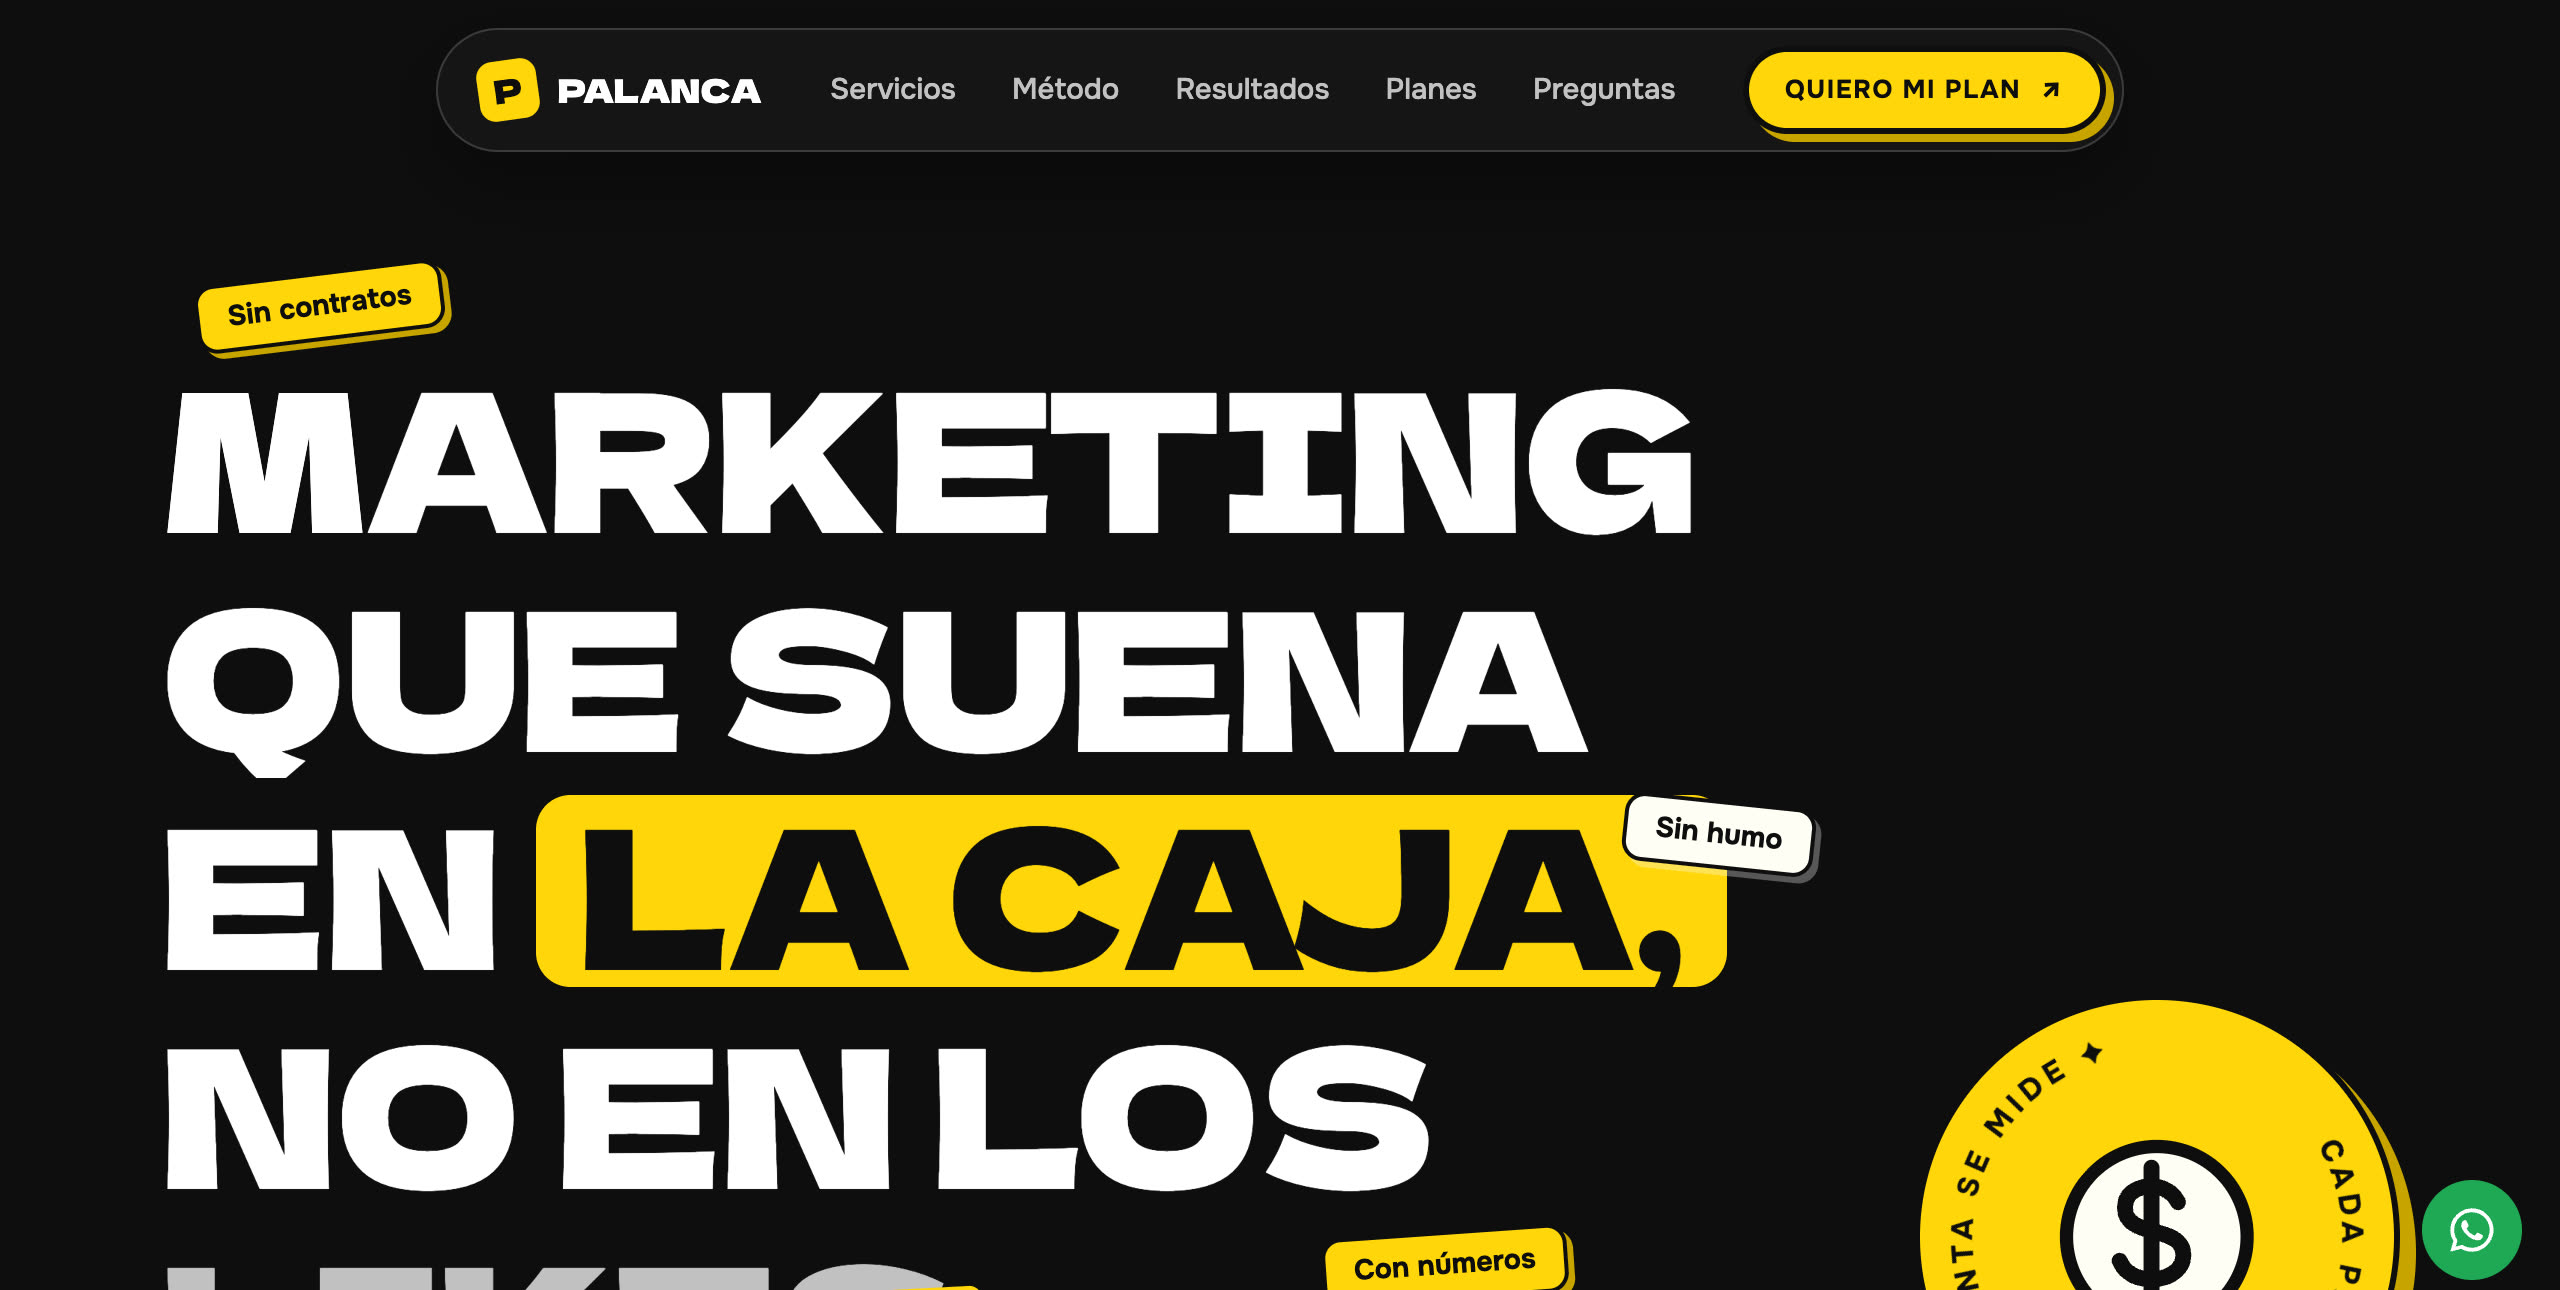 P PALANCA Servicios Método Resultados Planes Preguntas QUIERO MI PLAN
Sin contratos
MARKETING
QUE SUENA
EN LA CAJA,
Sin humo
NO EN LOS
LIKES
Con números
SE MIDE ✦
CADA
$